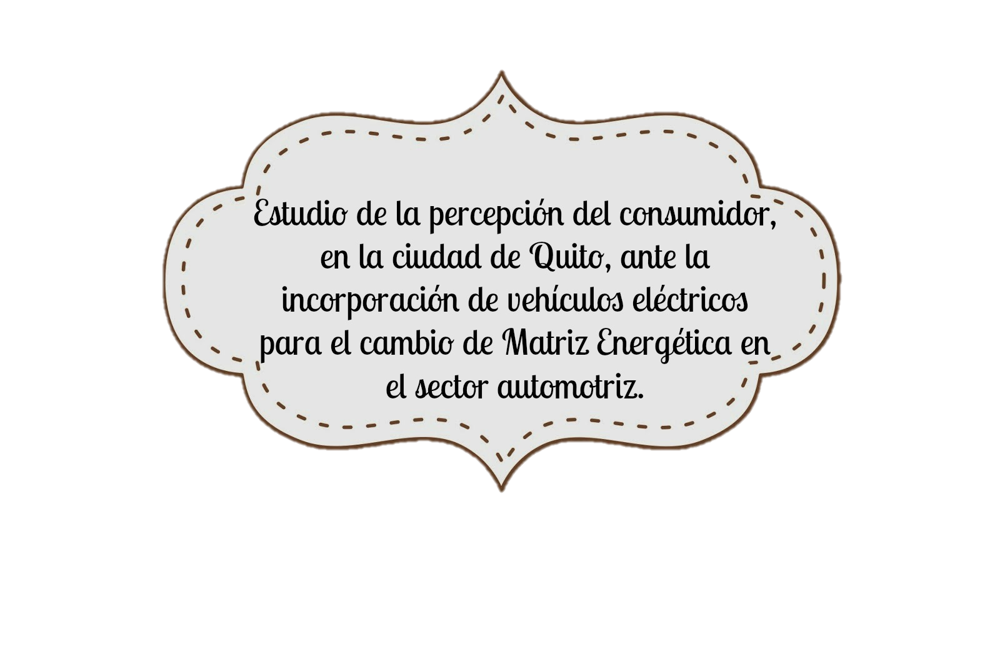 Estudio de la percepción del consumidor,
en la ciudad de Quito, ante la
incorporación de vehículos eléctricos
para el cambio de Matriz Energética en
el sector automotriz.